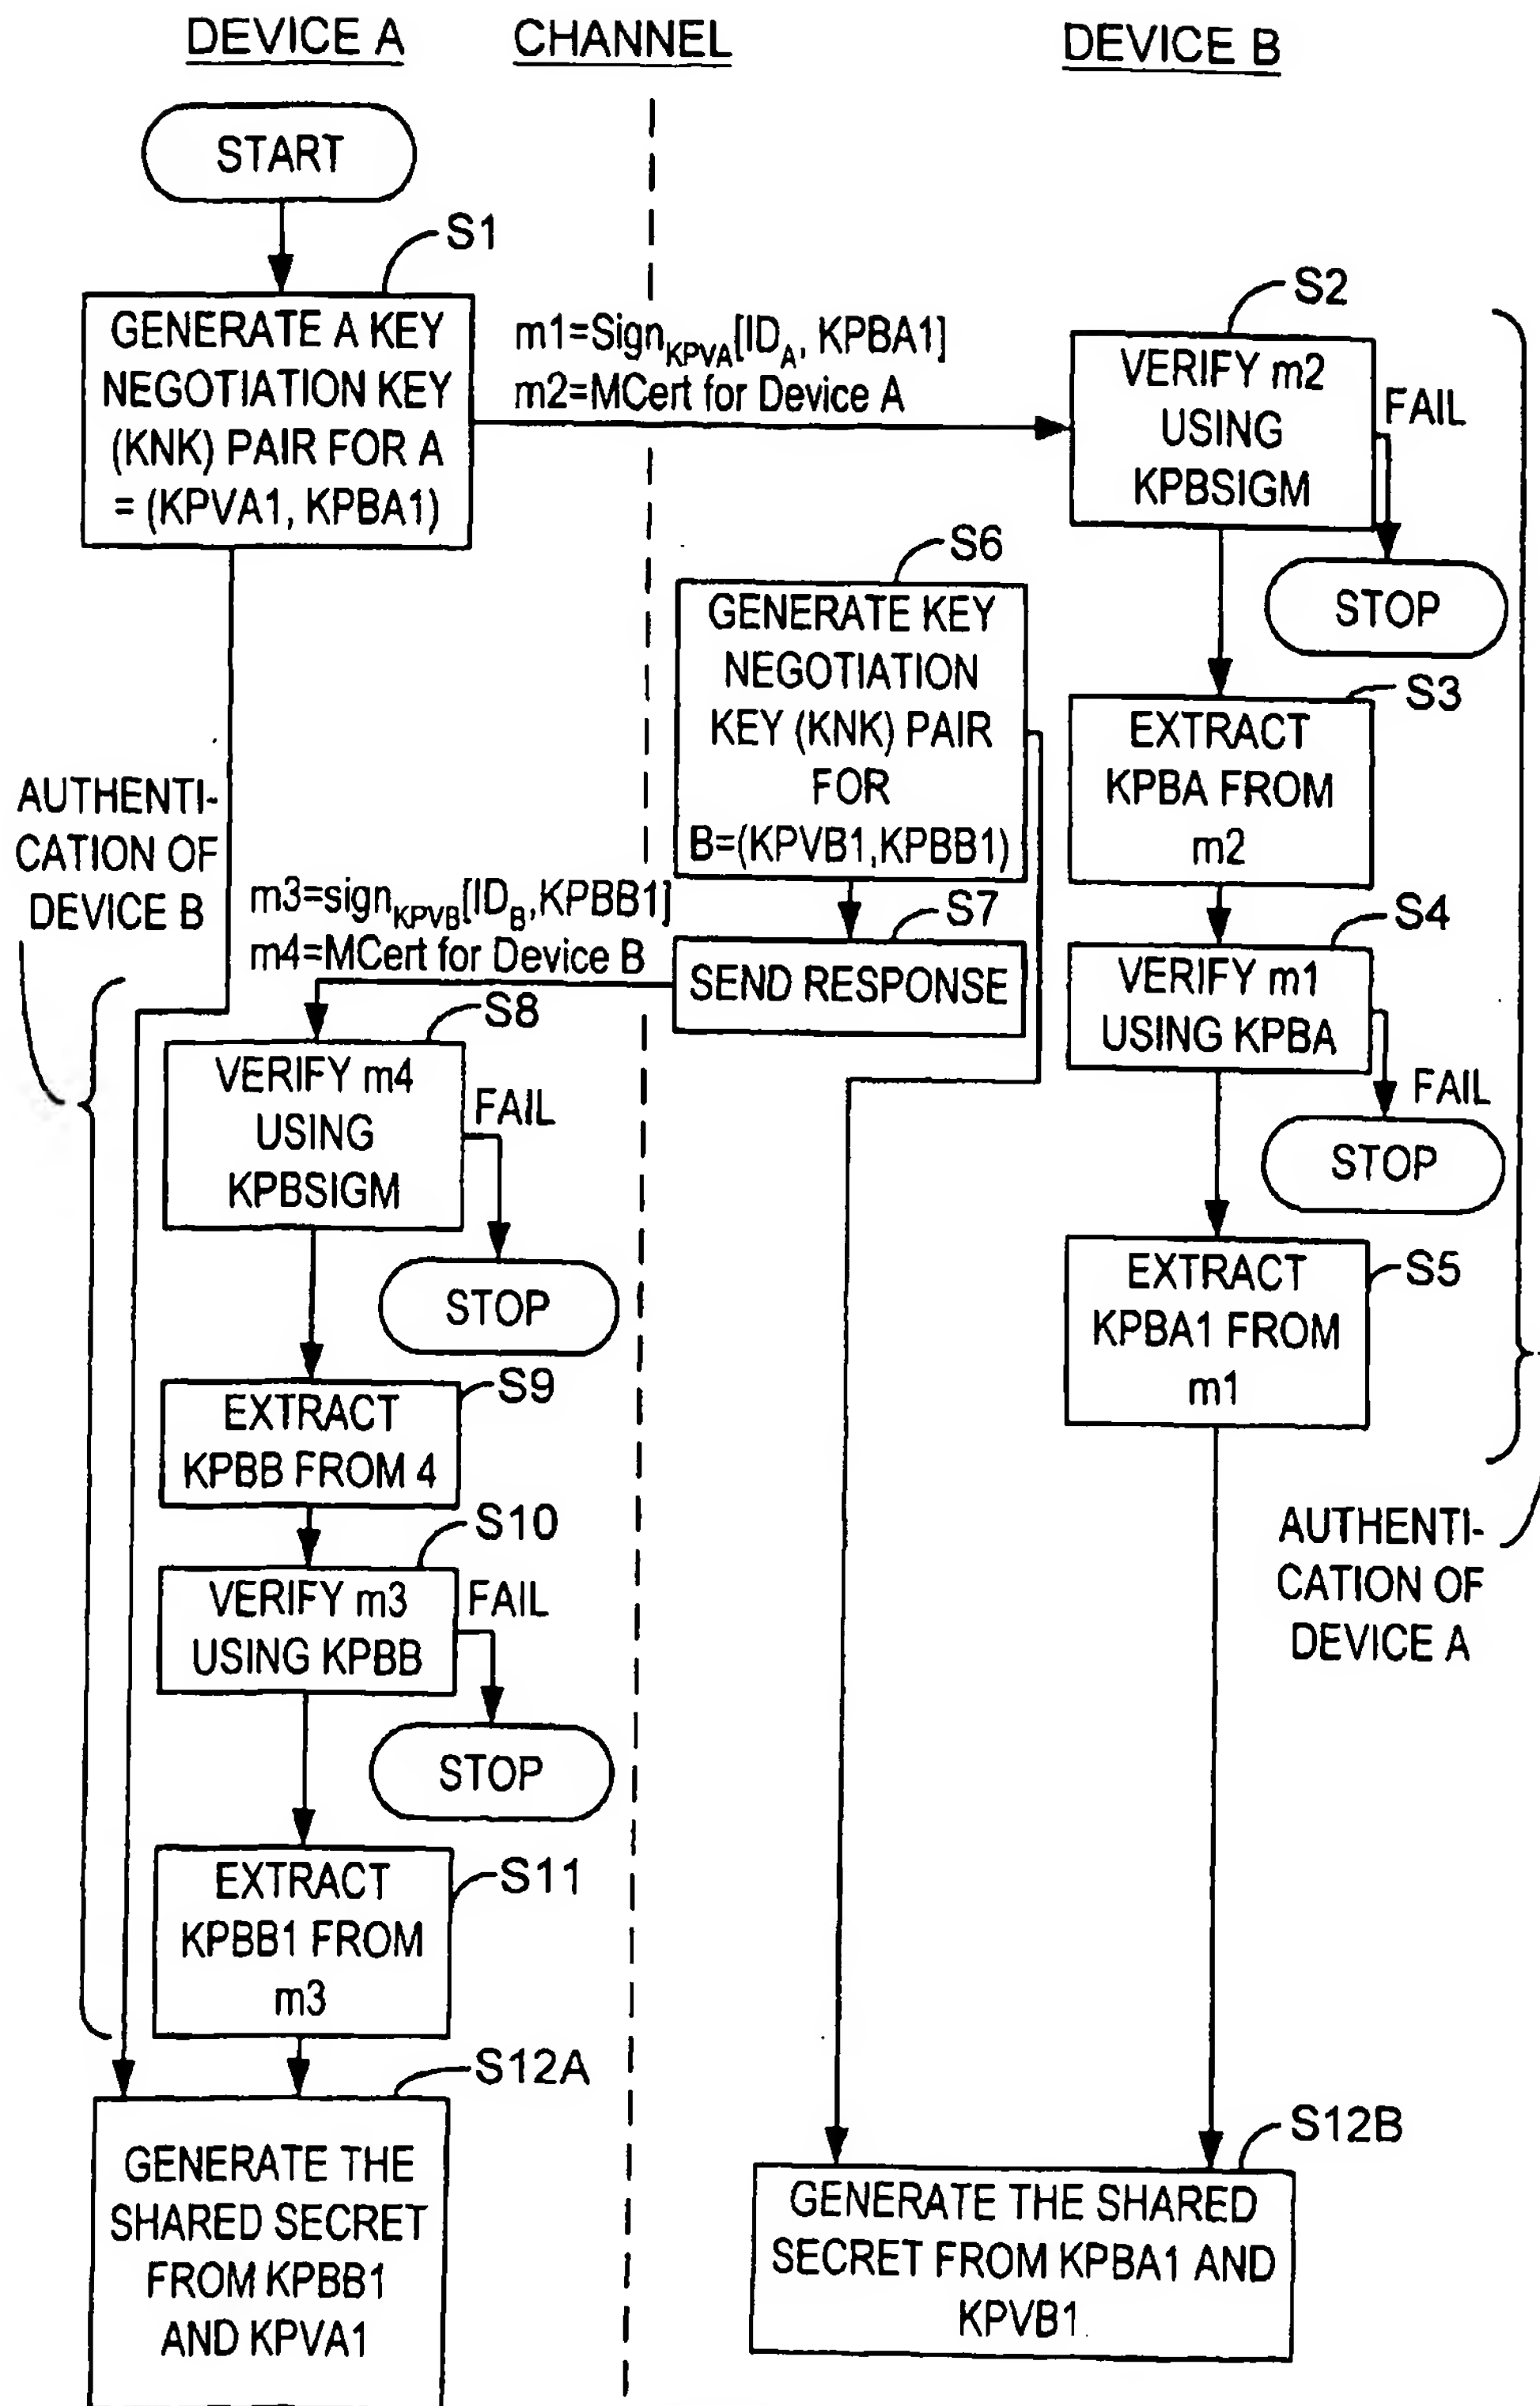 DEVICE A
CHANNEL
DEVICE B
START
S1
GENERATE A KEY
NEGOTIATION KEY
(KNK) PAIR FOR A
= (KPVA1, KPBA1)
m1=Sign_KPVA[ID_A, KPBA1]
m2=MCert for Device A
S2
VERIFY m2
USING
KPBSIGM
FAIL
STOP
S3
EXTRACT
KPBA FROM
m2
S4
VERIFY m1
USING KPBA
FAIL
STOP
S5
EXTRACT
KPBA1 FROM
m1
AUTHENTI-
CATION OF
DEVICE A
S6
GENERATE KEY
NEGOTIATION
KEY (KNK) PAIR
FOR
B=(KPVB1,KPBB1)
S7
SEND RESPONSE
m3=sign_KPVB[ID_B,KPBB1]
m4=MCert for Device B
AUTHENTI-
CATION OF
DEVICE B
S8
VERIFY m4
USING
KPBSIGM
FAIL
STOP
S9
EXTRACT
KPBB FROM 4
S10
VERIFY m3
USING KPBB
FAIL
STOP
S11
EXTRACT
KPBB1 FROM
m3
S12A
GENERATE THE
SHARED SECRET
FROM KPBB1
AND KPVA1
S12B
GENERATE THE SHARED
SECRET FROM KPBA1 AND
KPVB1